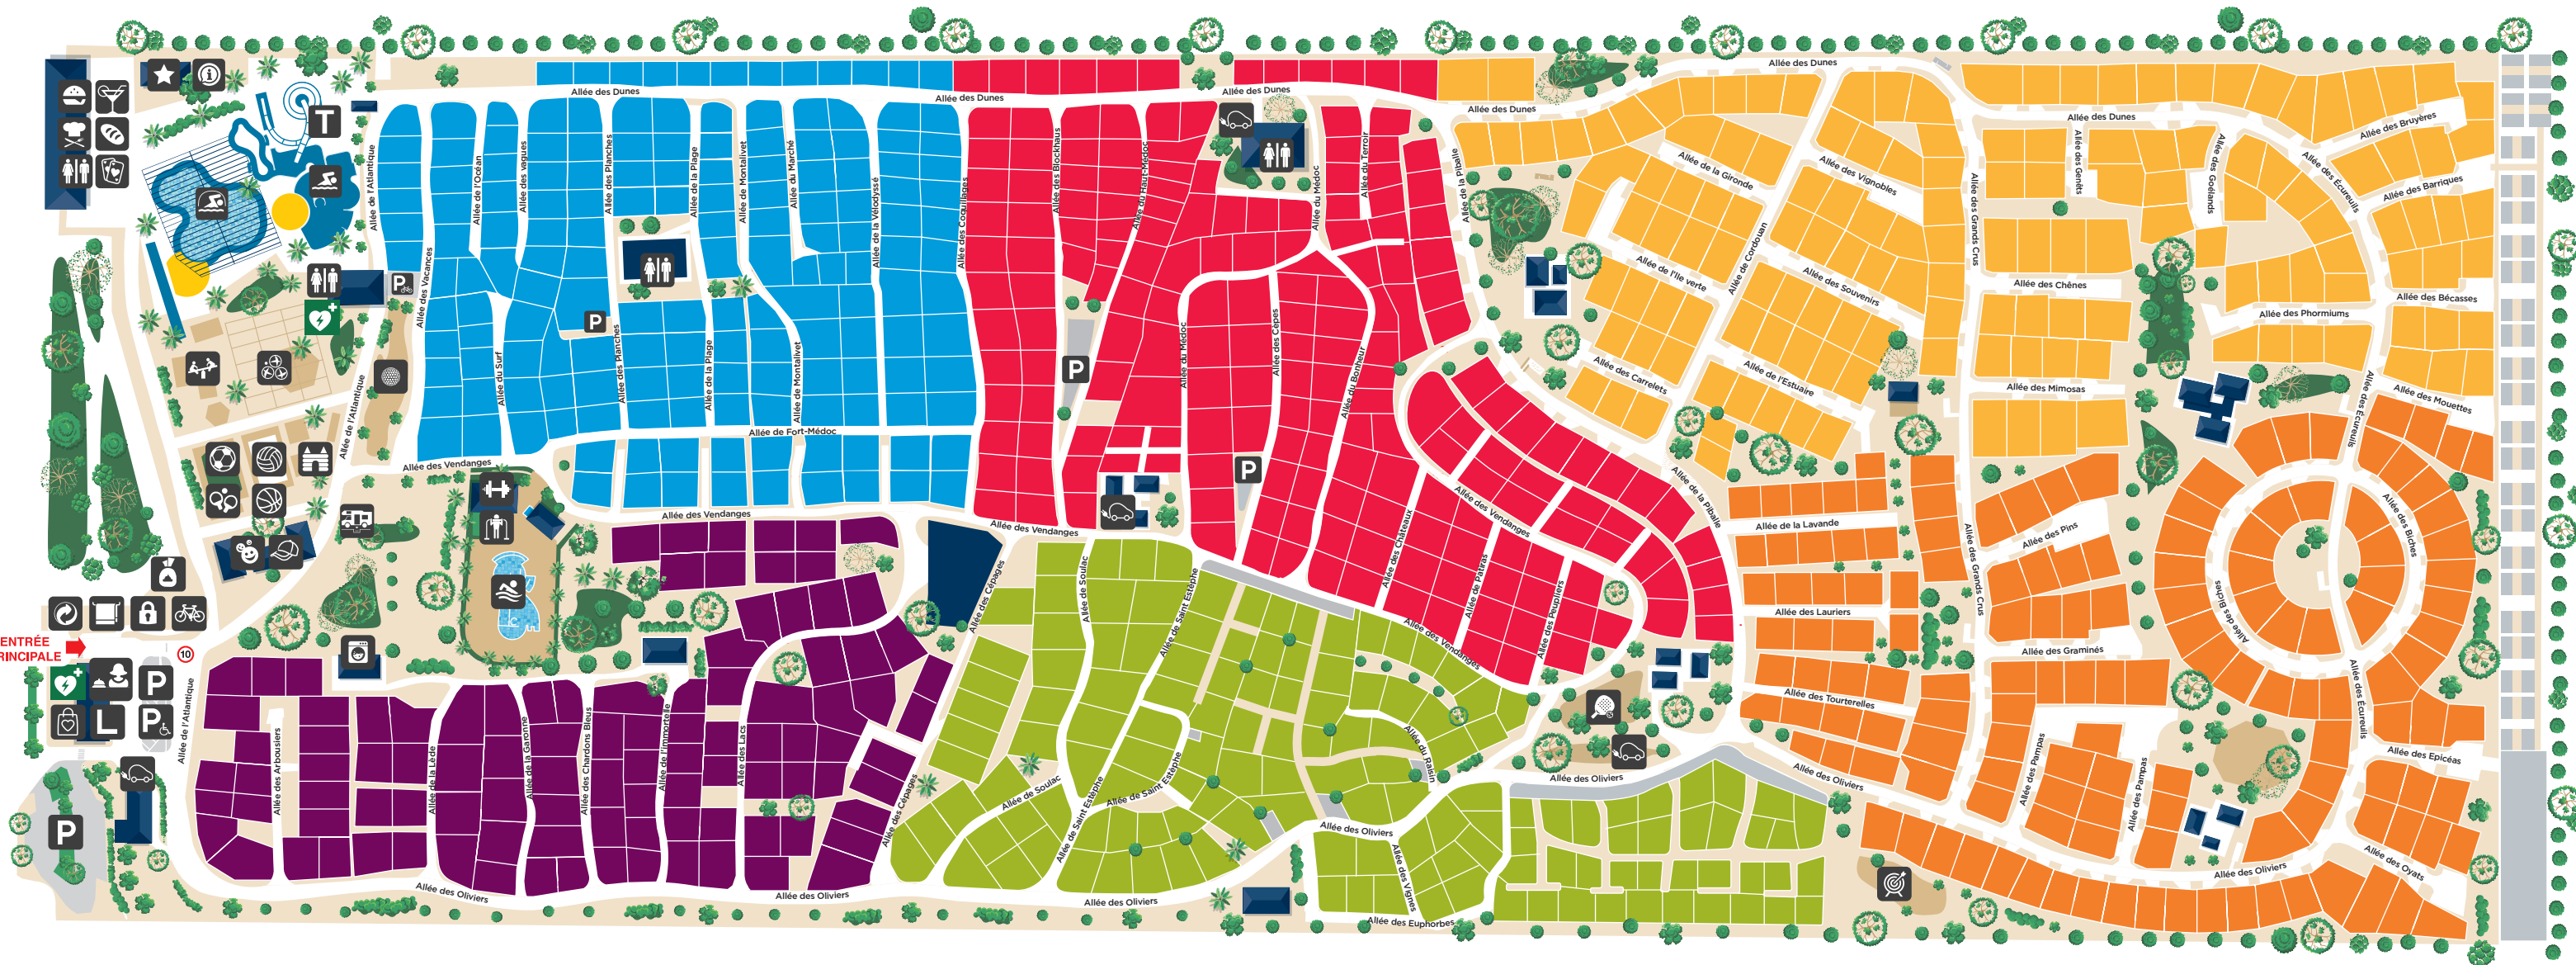 Allée des Dunes
Allée des Dunes
Allée des Dunes
Allée des Dunes
Allée des Dunes
Allée des Dunes
T
Allée de l'Atlantique
Allée de l'Océan
Allée des vagues
Allée des Planches
Allée de la Plage
Allée de Montalivet
Allée du Marché
Allée de la Vélodyssé
Allée des Coquillages
Allée des Blockhaus
Allée du Haut-Médoc
Allée du Médoc
Allée du Terroir
Allée de la Pibale
Allée de la Gironde
Allée des Vignobles
Allée des Grands Crus
Allée des Genêts
Allée des Goélands
Allée des Écureuils
Allée des Bruyères
Allée des Barriques
Allée des Vacances
P
P
Allée de l'Ile verte
Allée de Cordouan
Allée des Souvenirs
Allée des Chênes
Allée des Phormiums
Allée des Bécasses
Allée du Surf
Allée des Planches
Allée de la Plage
Allée de Montalivet
P
Allée du Médoc
Allée des Cèpes
Allée du Bonheur
Allée des Carrelets
Allée de l'Estuaire
Allée des Mimosas
Allée des Mouettes
Allée des Écureuils
Allée de l'Atlantique
Allée de Fort-Médoc
Allée des Vendanges
P
Allée des Vendanges
Allée des Vendanges
Allée des Vendanges
Allée de la Pibale
Allée de la Lavande
Allée des Pins
Allée des Biches
Allée des Grands Crus
Allée des Cépages
Allée de Soulac
Allée de Saint Estèphe
Allée des Châteaux
Allée de Patiras
Allée des Peupliers
Allée des Vendanges
Allée des Lauriers
Allée des Biches
Allée des Graminés
ENTRÉE
RINCIPALE
10
P
L
P
Allée de l'Atlantique
Allée des Arbousiers
Allée de la Lède
Allée de la Garonne
Allée des Chardons Bleus
Allée de l'Immortelle
Allée des Lacs
Allée des Cépages
Allée de Soulac
Allée de Saint Estèphe
Allée de Saint Estèphe
Allée du Raisin
Allée des Tourterelles
Allée des Écureuils
Allée des Oliviers
Allée des Oliviers
Allée des Pampas
Allée des Pampas
Allée des Epicéas
P
Allée des Oliviers
Allée des Vignes
Allée des Oyats
Allée des Oliviers
Allée des Oliviers
Allée des Oliviers
Allée des Oliviers
Allée des Euphorbes